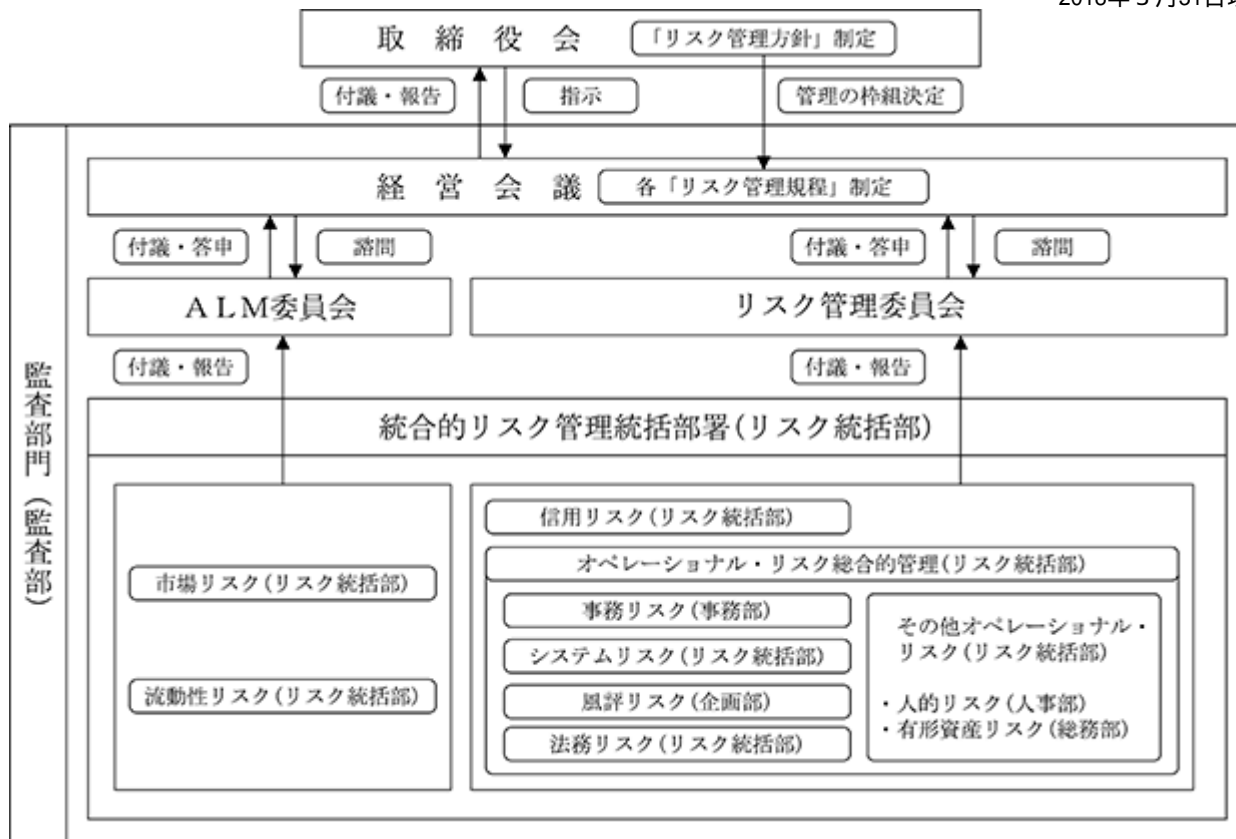 取締役会
「リスク管理方針」制定
付議・報告
指示
管理の枠組決定
経営会議
各「リスク管理規程」制定
付議・答申
諮問
付議・答申
諮問
ALM委員会
リスク管理委員会
付議・報告
付議・報告
監査部門(監査部)
統合的リスク管理統括部署(リスク統括部)
市場リスク(リスク統括部)
流動性リスク(リスク統括部)
信用リスク(リスク統括部)
オペレーショナル・リスク総合的管理(リスク統括部)
事務リスク(事務部)
システムリスク(リスク統括部)
風評リスク(企画部)
法務リスク(リスク統括部)
その他オペレーショナル・
リスク(リスク統括部)
・人的リスク(人事部)
・有形資産リスク(総務部)